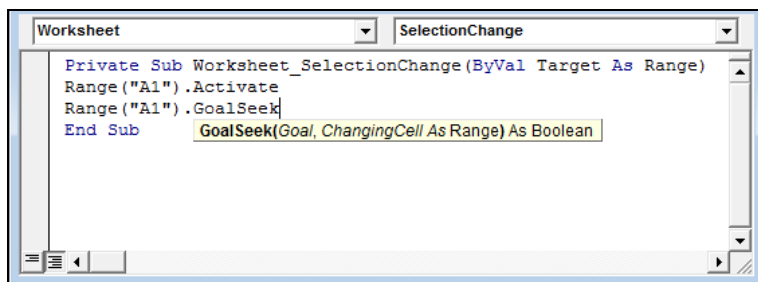 Worksheet
SelectionChange
Private Sub Worksheet_SelectionChange(ByVal Target As Range)
Range("A1").Activate
Range("A1").GoalSeek
End Sub
GoalSeek(Goal, ChangingCell As Range) As Boolean